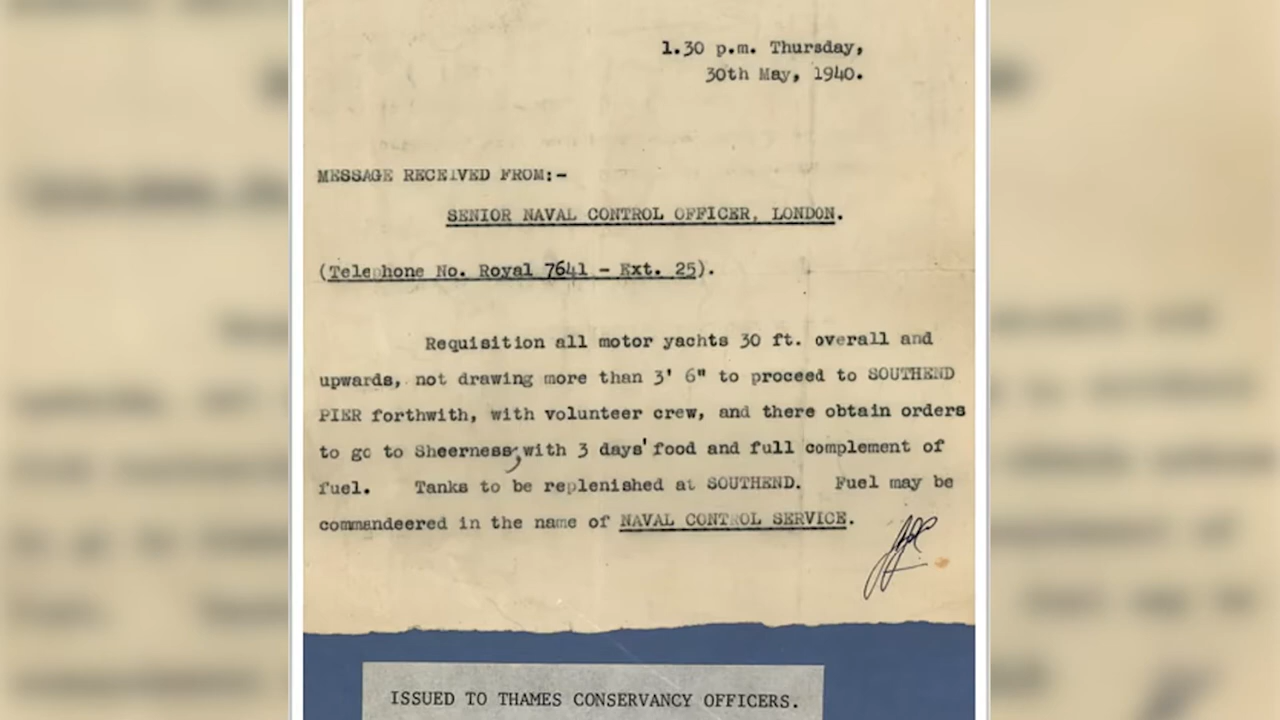 1.30 p.m. Thursday,
30th May, 1940.
MESSAGE RECEIVED FROM:-
SENIOR NAVAL CONTROL OFFICER, LONDON.
(Telephone No. Royal 7641 - Ext. 25).
Requisition all motor yachts 30 ft. overall and
upwards, not drawing more than 3' 6" to proceed to SOUTHEND
PIER forthwith, with volunteer crew, and there obtain orders
to go to Sheerness, with 3 days' food and full complement of
fuel. Tanks to be replenished at SOUTHEND. Fuel may be
commandeered in the name of NAVAL CONTROL SERVICE.
ISSUED TO THAMES CONSERVANCY OFFICERS.